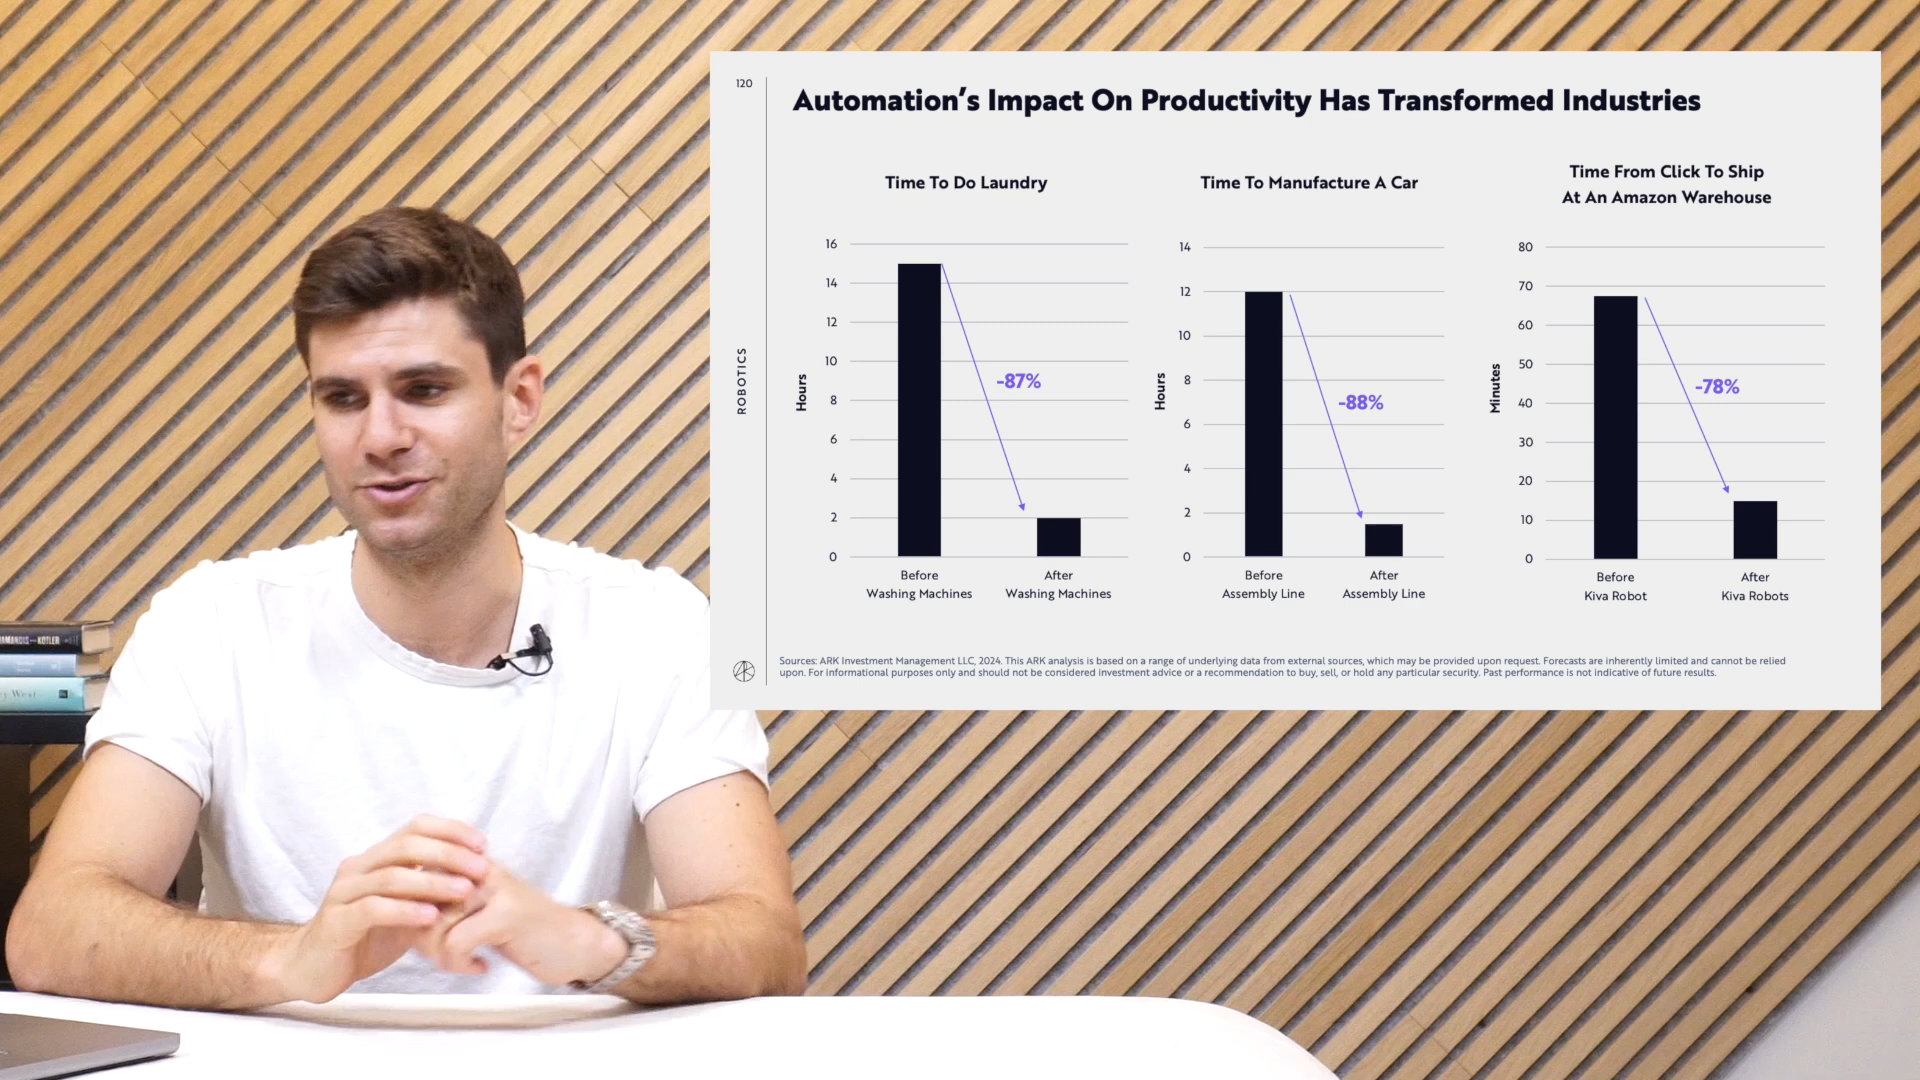 120
Automation’s Impact On Productivity Has Transformed Industries
ROBOTICS
Time To Do Laundry
Hours
16
14
12
10
8
6
4
2
0
-87%
Before
Washing Machines
After
Washing Machines
Time To Manufacture A Car
Hours
14
12
10
8
6
4
2
0
-88%
Before
Assembly Line
After
Assembly Line
Time From Click To Ship
At An Amazon Warehouse
Minutes
80
70
60
50
40
30
20
10
0
-78%
Before
Kiva Robot
After
Kiva Robots
Sources: ARK Investment Management LLC, 2024. This ARK analysis is based on a range of underlying data from external sources, which may be provided upon request. Forecasts are inherently limited and cannot be relied
upon. For informational purposes only and should not be considered investment advice or a recommendation to buy, sell, or hold any particular security. Past performance is not indicative of future results.
KOTLER
West